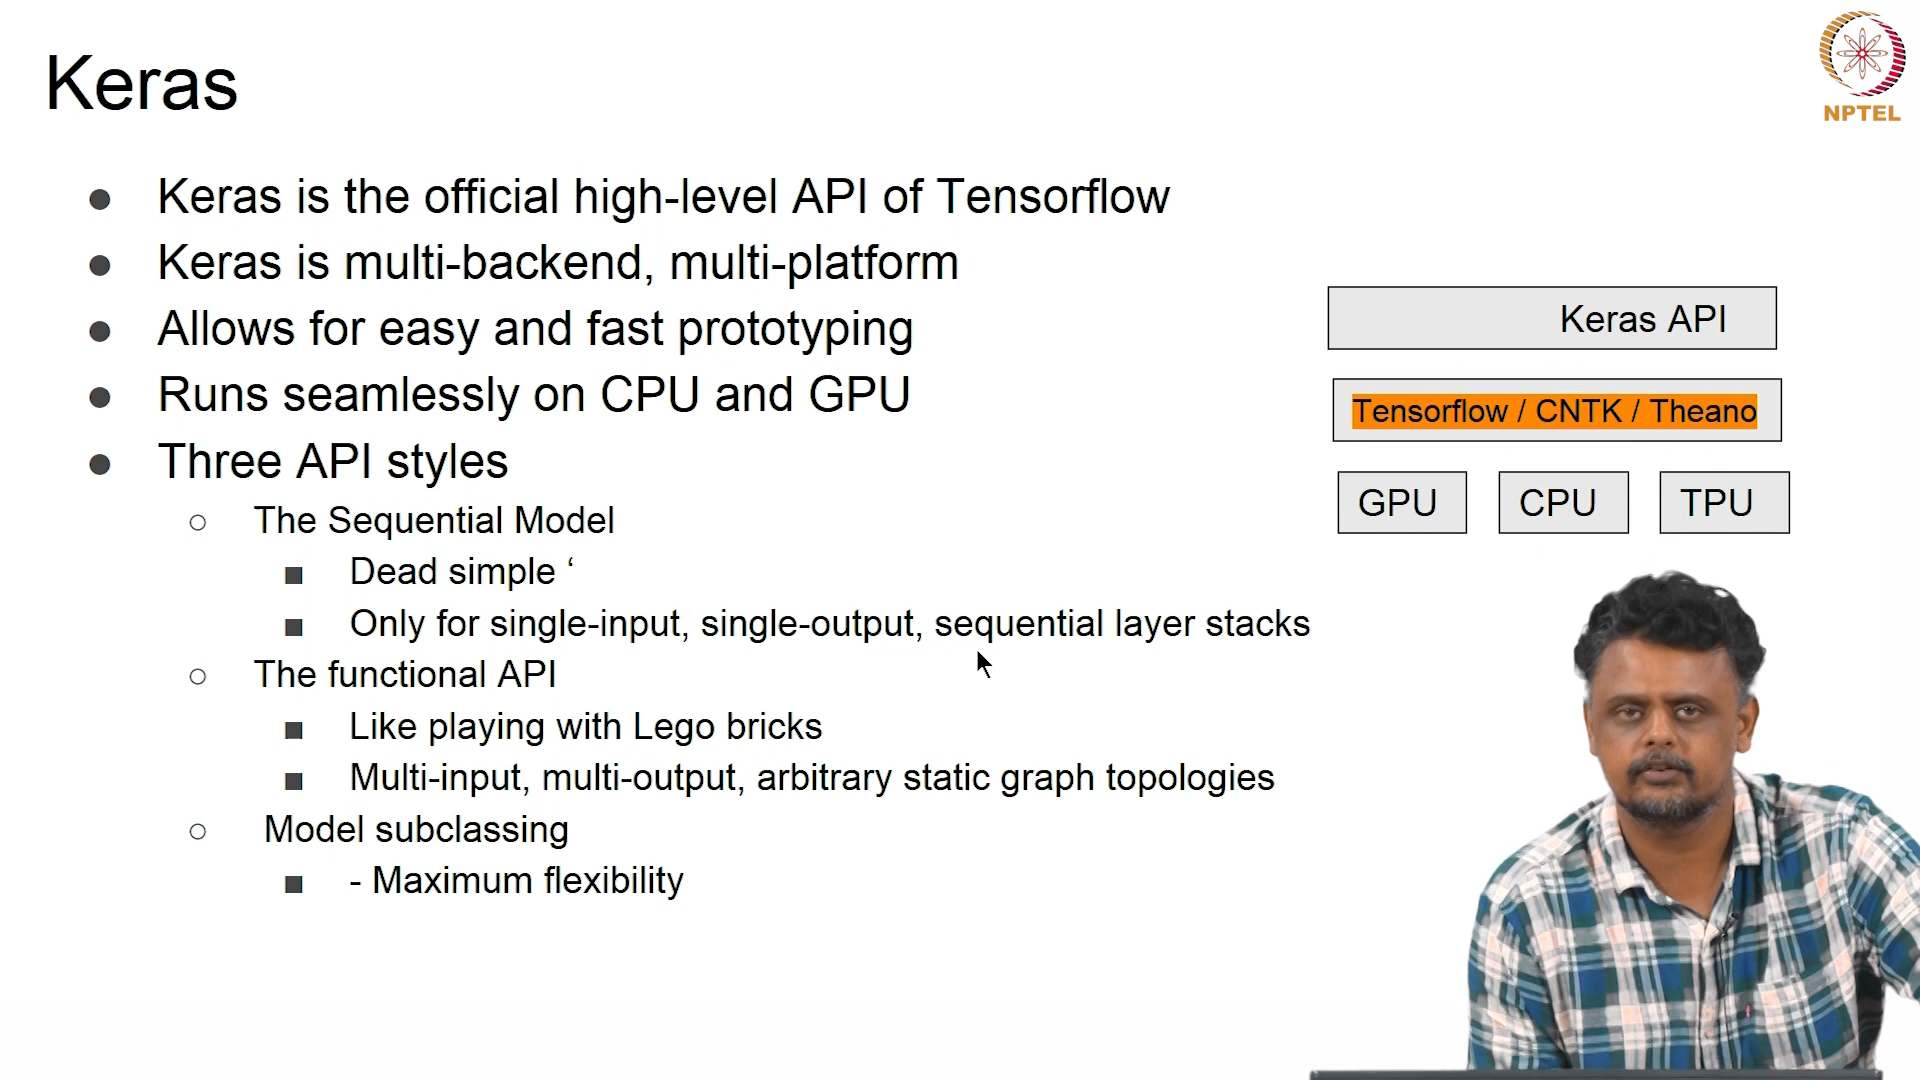 Keras
NPTEL
● Keras is the official high-level API of Tensorflow
● Keras is multi-backend, multi-platform
● Allows for easy and fast prototyping
● Runs seamlessly on CPU and GPU
● Three API styles
○ The Sequential Model
■ Dead simple ‘
■ Only for single-input, single-output, sequential layer stacks
○ The functional API
■ Like playing with Lego bricks
■ Multi-input, multi-output, arbitrary static graph topologies
○ Model subclassing
■ - Maximum flexibility
Keras API
Tensorflow / CNTK / Theano
GPU CPU TPU